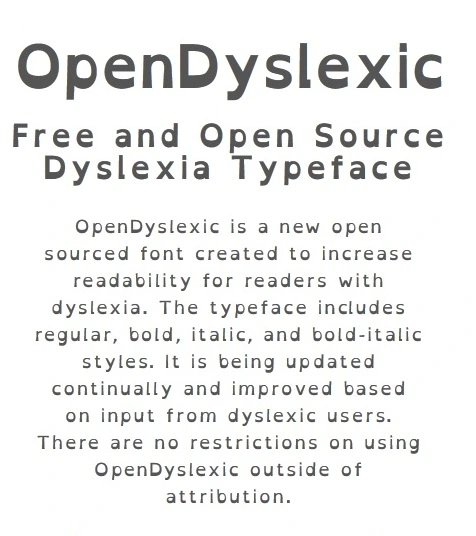 OpenDyslexic
Free and Open Source
Dyslexia Typeface
OpenDyslexic is a new open
sourced font created to increase
readability for readers with
dyslexia. The typeface includes
regular, bold, italic, and bold-italic
styles. It is being updated
continually and improved based
on input from dyslexic users.
There are no restrictions on using
OpenDyslexic outside of
attribution.